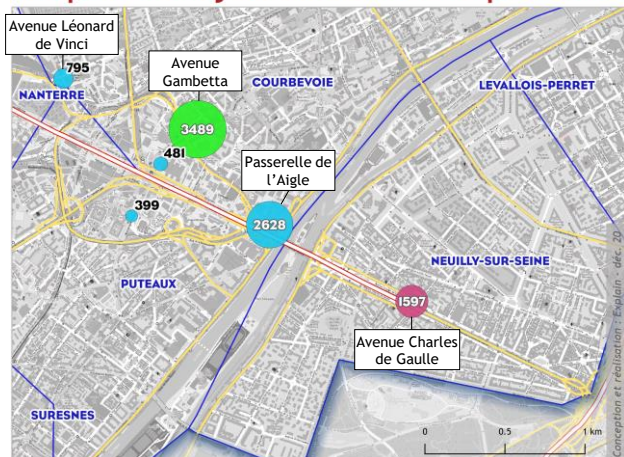 Avenue Léonard
de Vinci
795
NANTERRE
Avenue
Gambetta
COURBEVOIE
LEVALLOIS-PERRET
3489
481
Passerelle de
l’Aigle
399
2628
NEUILLY-SUR-SEINE
PUTEAUX
1597
Avenue Charles
de Gaulle
SURESNES
0 0.5 1 km
Conception et réalisation : Explain - déc. 20